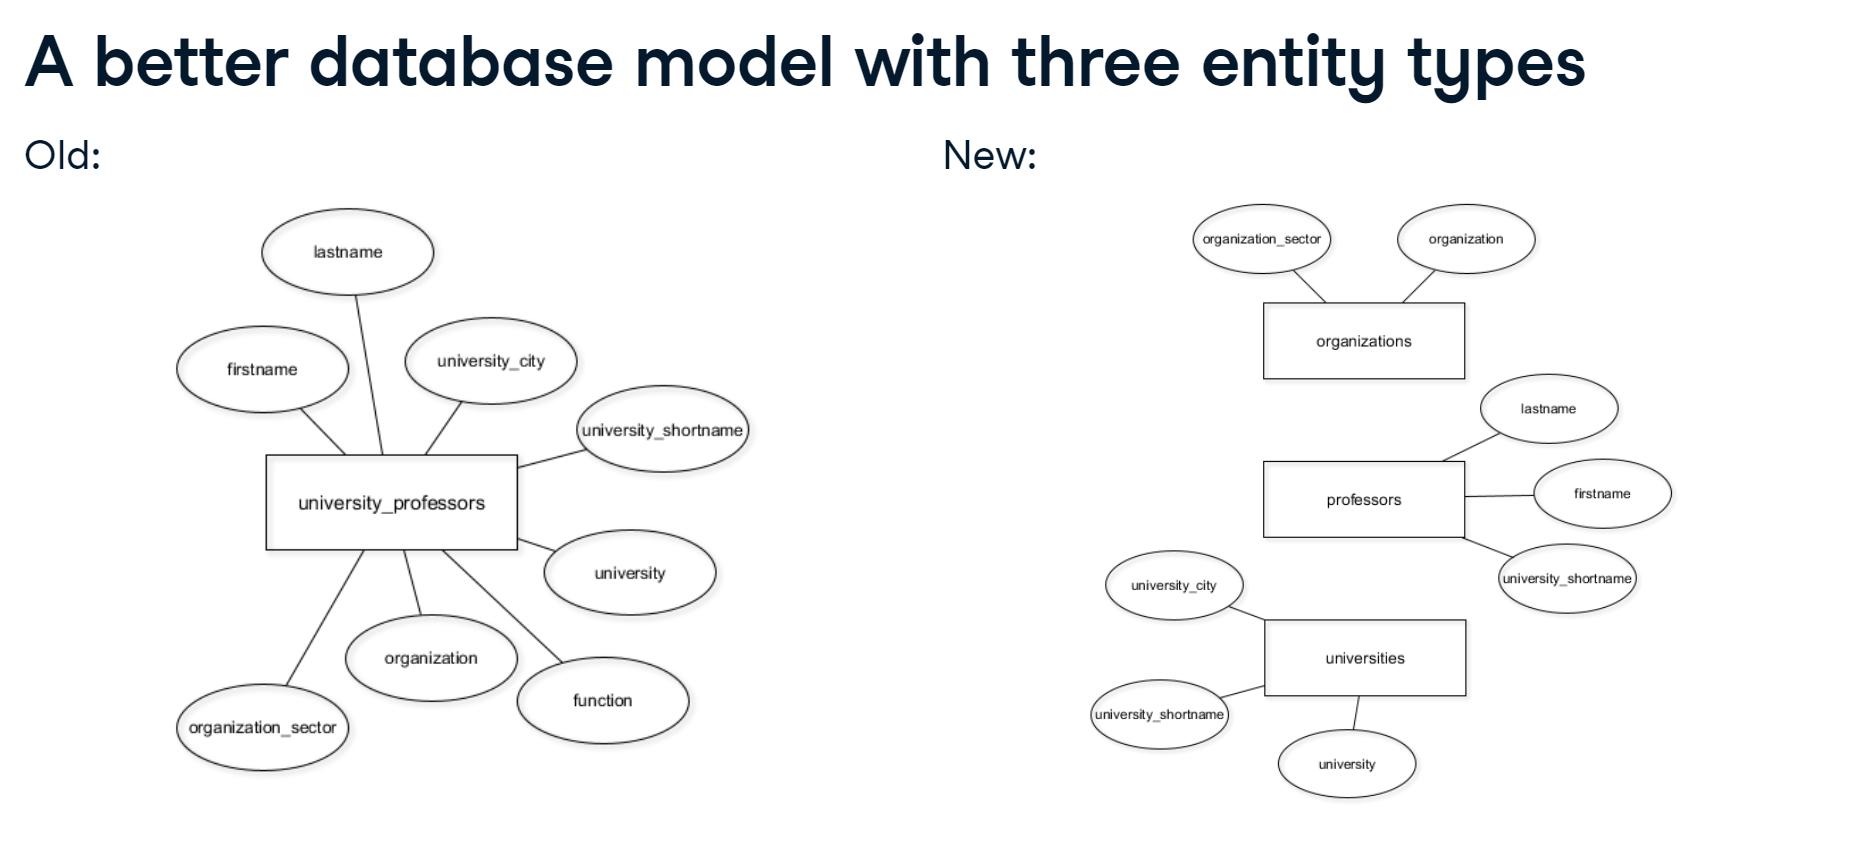 A better database model with three entity types
Old:
lastname
firstname
university_city
university_shortname
university_professors
university
organization
function
organization_sector
New:
organization_sector
organization
organizations
lastname
professors
firstname
university_shortname
university_city
universities
university_shortname
university